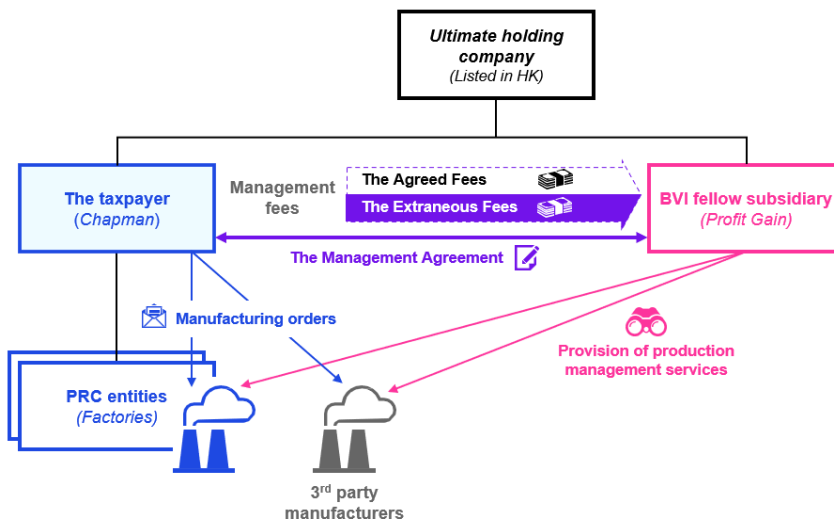 Ultimate holding
company
(Listed in HK)
The taxpayer
(Chapman)
Management
fees
The Agreed Fees
The Extraneous Fees
BVI fellow subsidiary
(Profit Gain)
The Management Agreement
Manufacturing orders
Provision of production
management services
PRC entities
(Factories)
3rd party
manufacturers